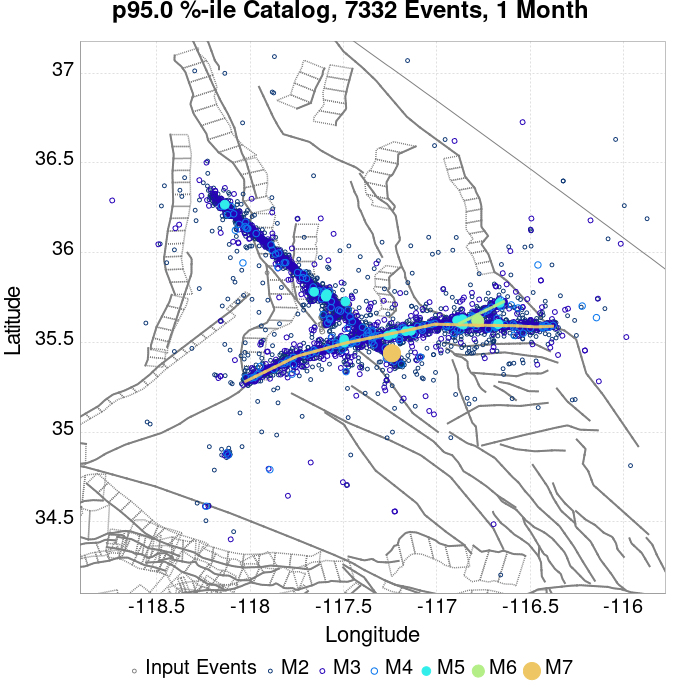 p95.0 %-ile Catalog, 7332 Events, 1 Month
37
36.5
36
35.5
35
34.5
Latitude
-118.5 -118 -117.5 -117 -116.5 -116
Longitude
Input Events M2 M3 M4 M5 M6 M7